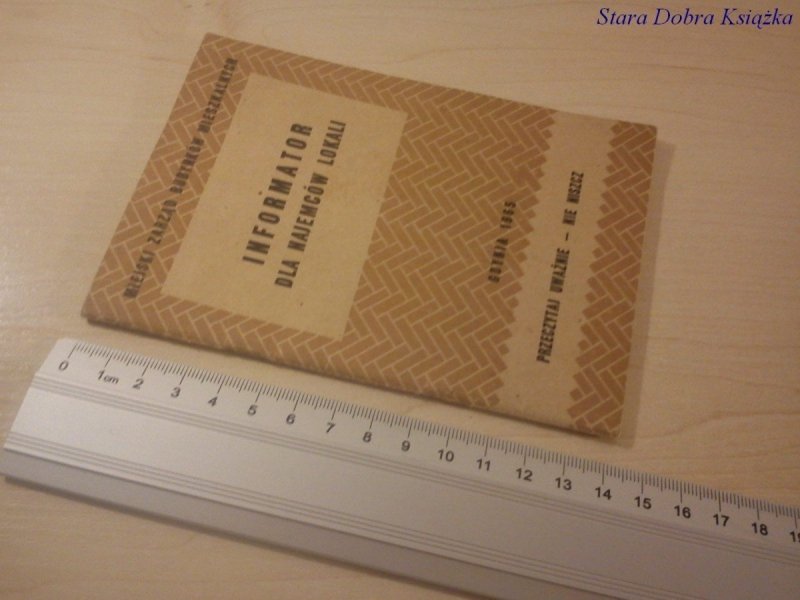 Stara Dobra Książka
MIEJSKI ZARZĄD BUDYNKÓW MIESZKALNYCH
INFORMATOR
DLA NAJEMCÓW LOKALI
GDYNIA 1965
PRZECZYTAJ UWAŻNIE — NIE NISZCZ
0 1cm 2 3 4 5 6 7 8 9 10 11 12 13 14 15 16 17 18 19